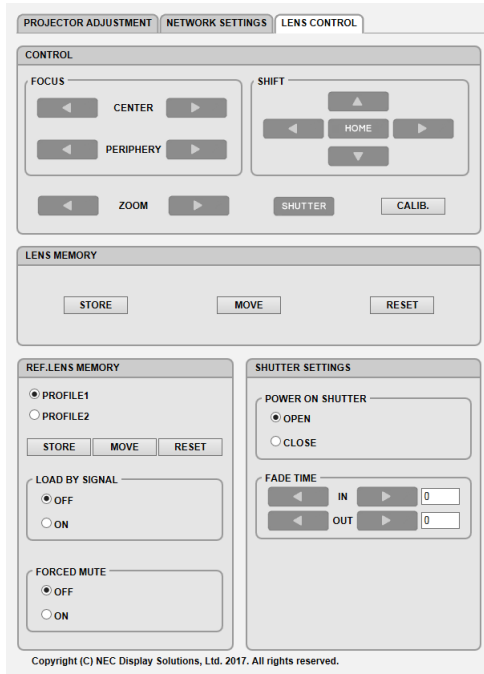 PROJECTOR ADJUSTMENT NETWORK SETTINGS LENS CONTROL
CONTROL
FOCUS
CENTER
PERIPHERY
SHIFT
HOME
ZOOM
SHUTTER
CALIB.
LENS MEMORY
STORE MOVE RESET
REF.LENS MEMORY
PROFILE1
PROFILE2
STORE MOVE RESET
LOAD BY SIGNAL
OFF
ON
FORCED MUTE
OFF
ON
SHUTTER SETTINGS
POWER ON SHUTTER
OPEN
CLOSE
FADE TIME
IN 0
OUT 0
Copyright (C) NEC Display Solutions, Ltd. 2017. All rights reserved.